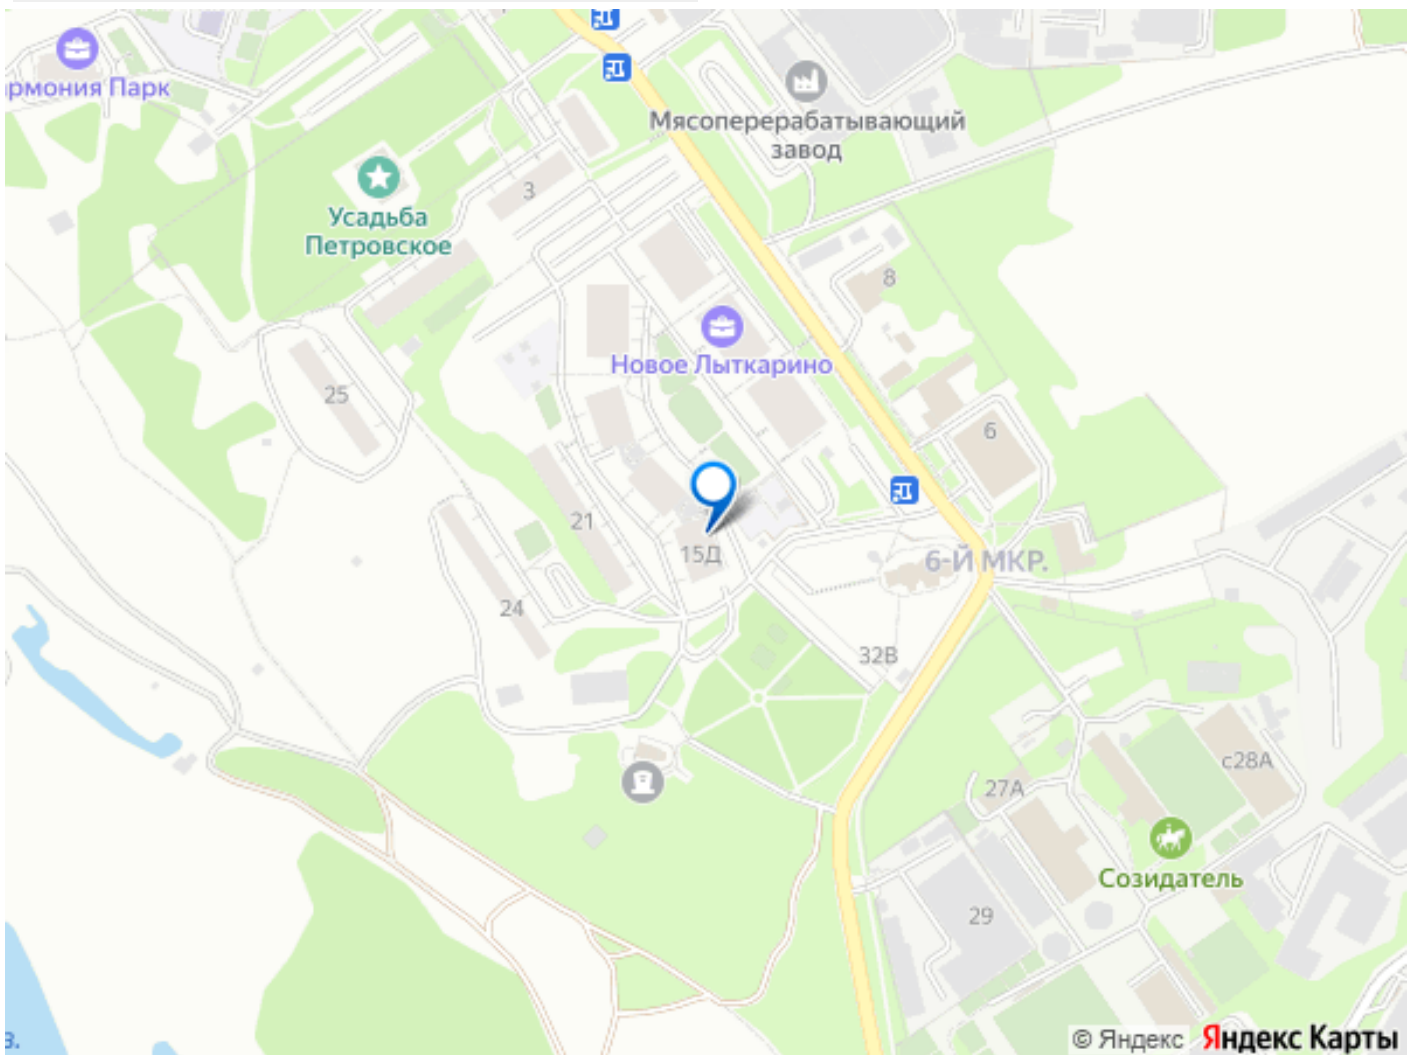 армония Парк
Мясоперерабатывающий
завод
Усадьба
Петровское
3
8
Новое Лыткарино
25
6
21
15Д
6-Й МКР.
24
32В
с28А
27А
Созидатель
29
з.
© Яндекс Яндекс Карты